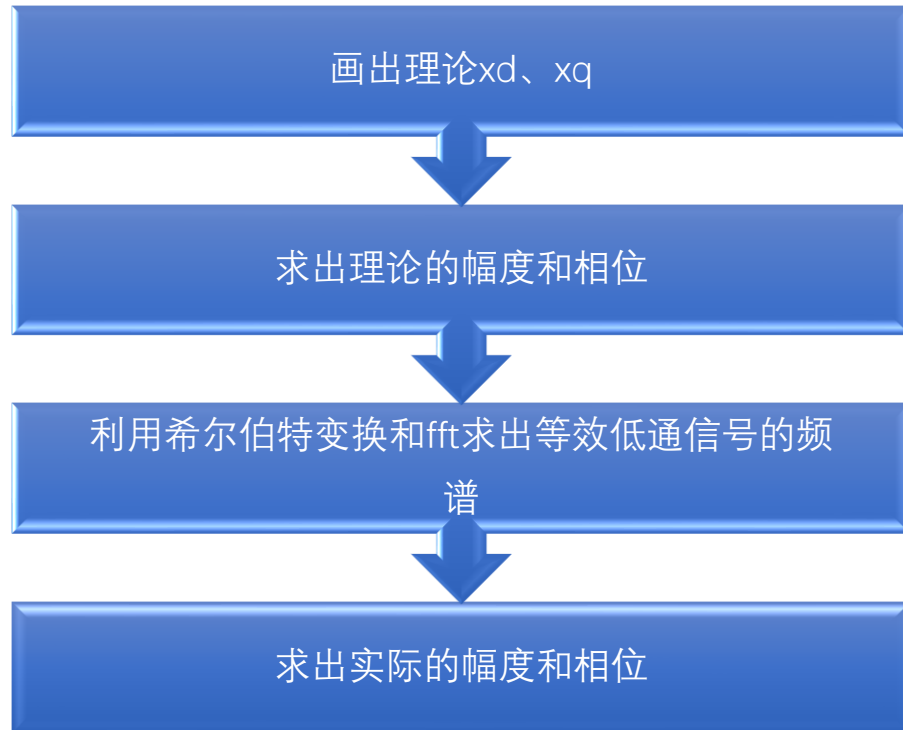 画出理论xd、xq
求出理论的幅度和相位
利用希尔伯特变换和fft求出等效低通信号的频
谱
求出实际的幅度和相位